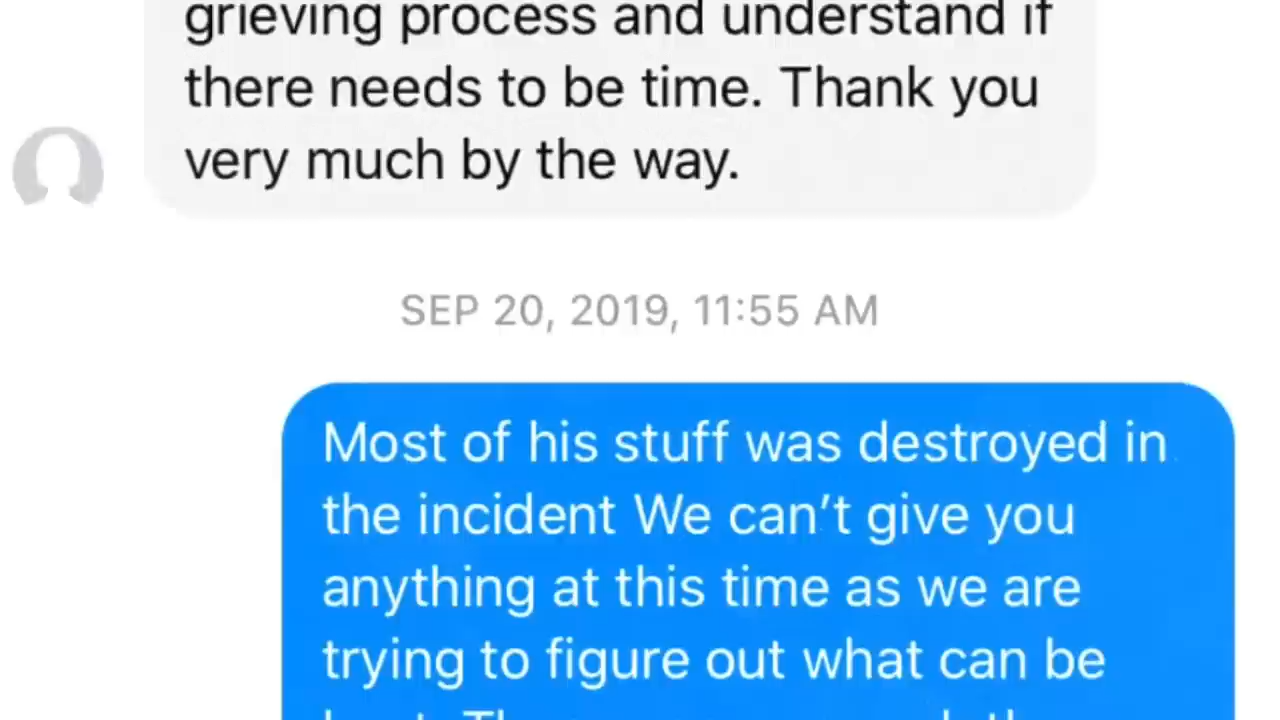 grieving process and understand if
there needs to be time. Thank you
very much by the way.
SEP 20, 2019, 11:55 AM
Most of his stuff was destroyed in
the incident We can't give you
anything at this time as we are
trying to figure out what can be